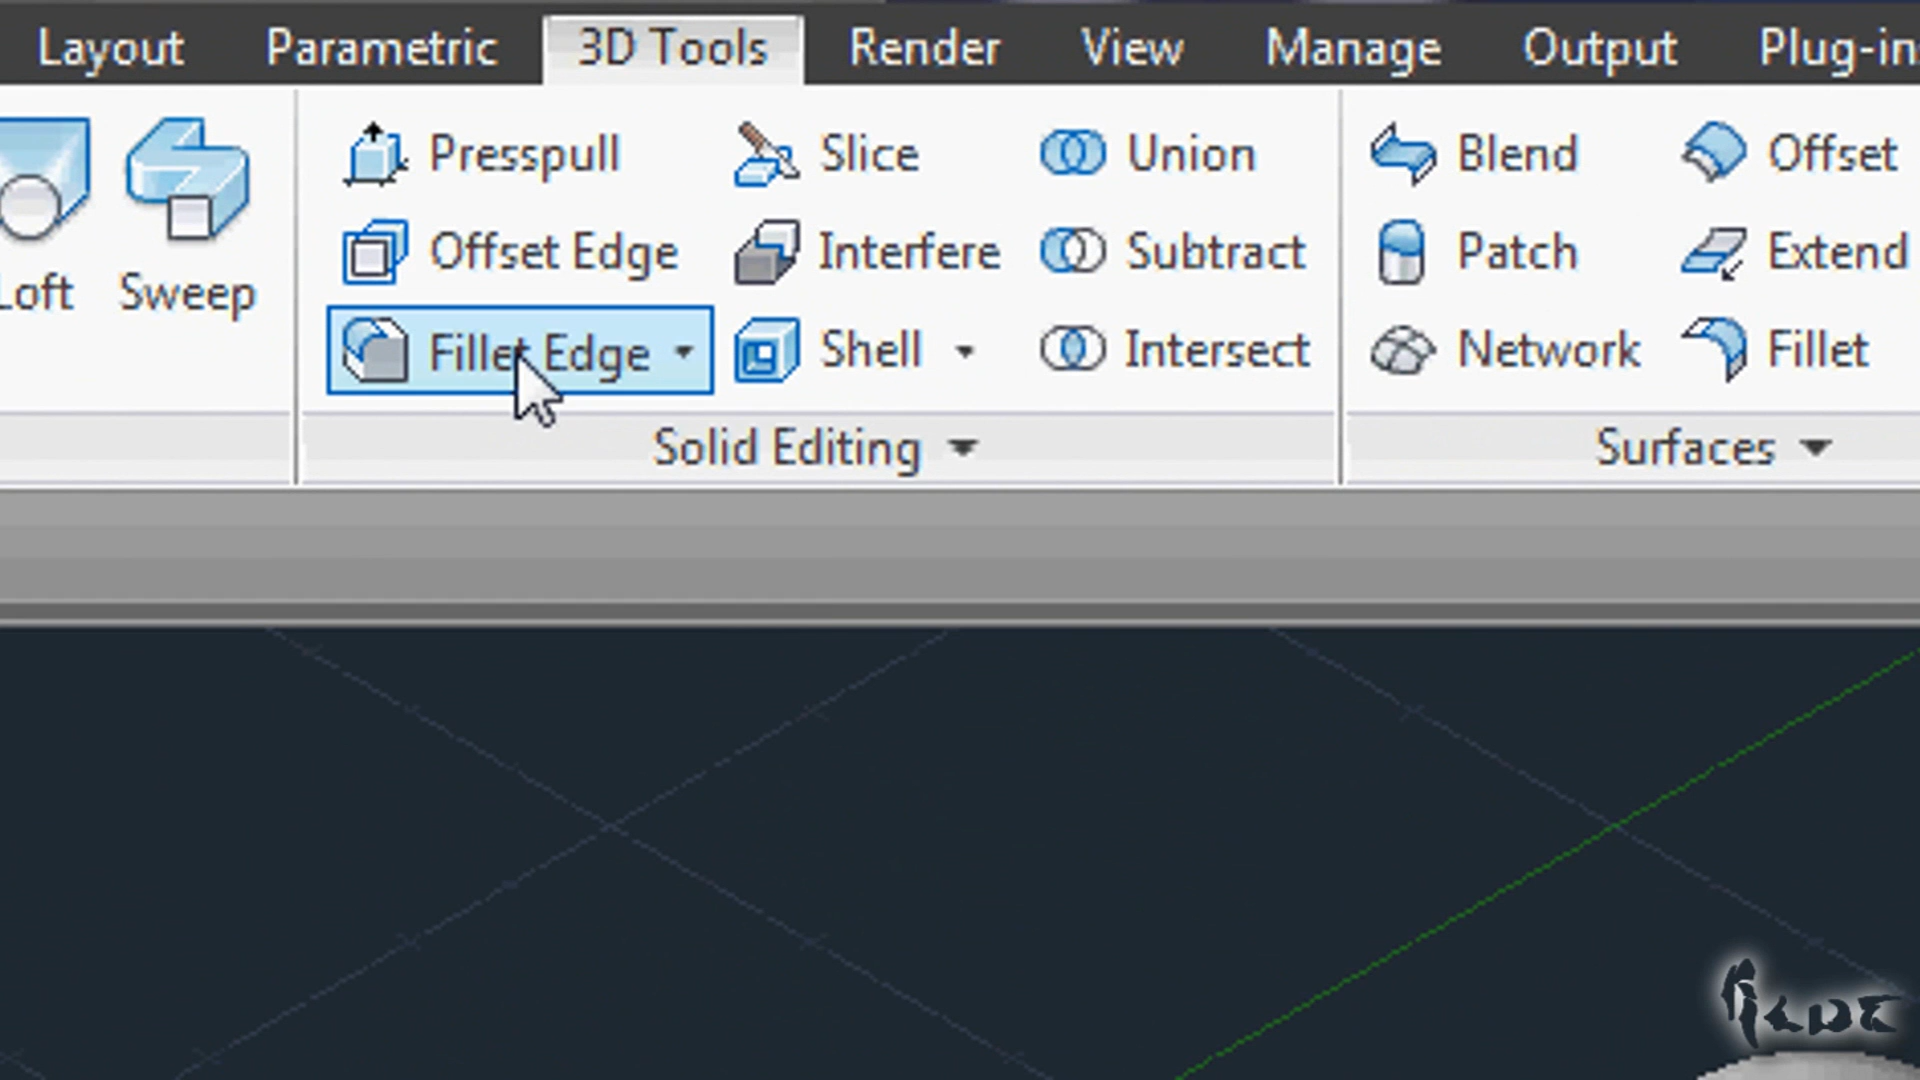 Layout Parametric 3D Tools Render View Manage Output Plug-in
Loft Sweep
Presspull Slice Union
Offset Edge Interfere Subtract
Fillet Edge Shell Intersect
Solid Editing
Blend Offset
Patch Extend
Network Fillet
Surfaces